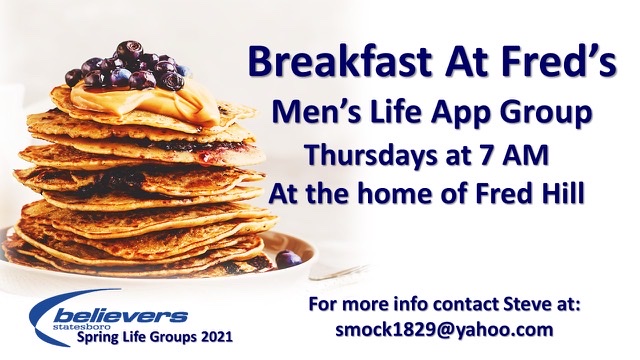 Breakfast At Fred's
Men's Life App Group
Thursdays at 7 AM
At the home of Fred Hill
believers
statesboro
Spring Life Groups 2021
For more info contact Steve at:
smock1829@yahoo.com